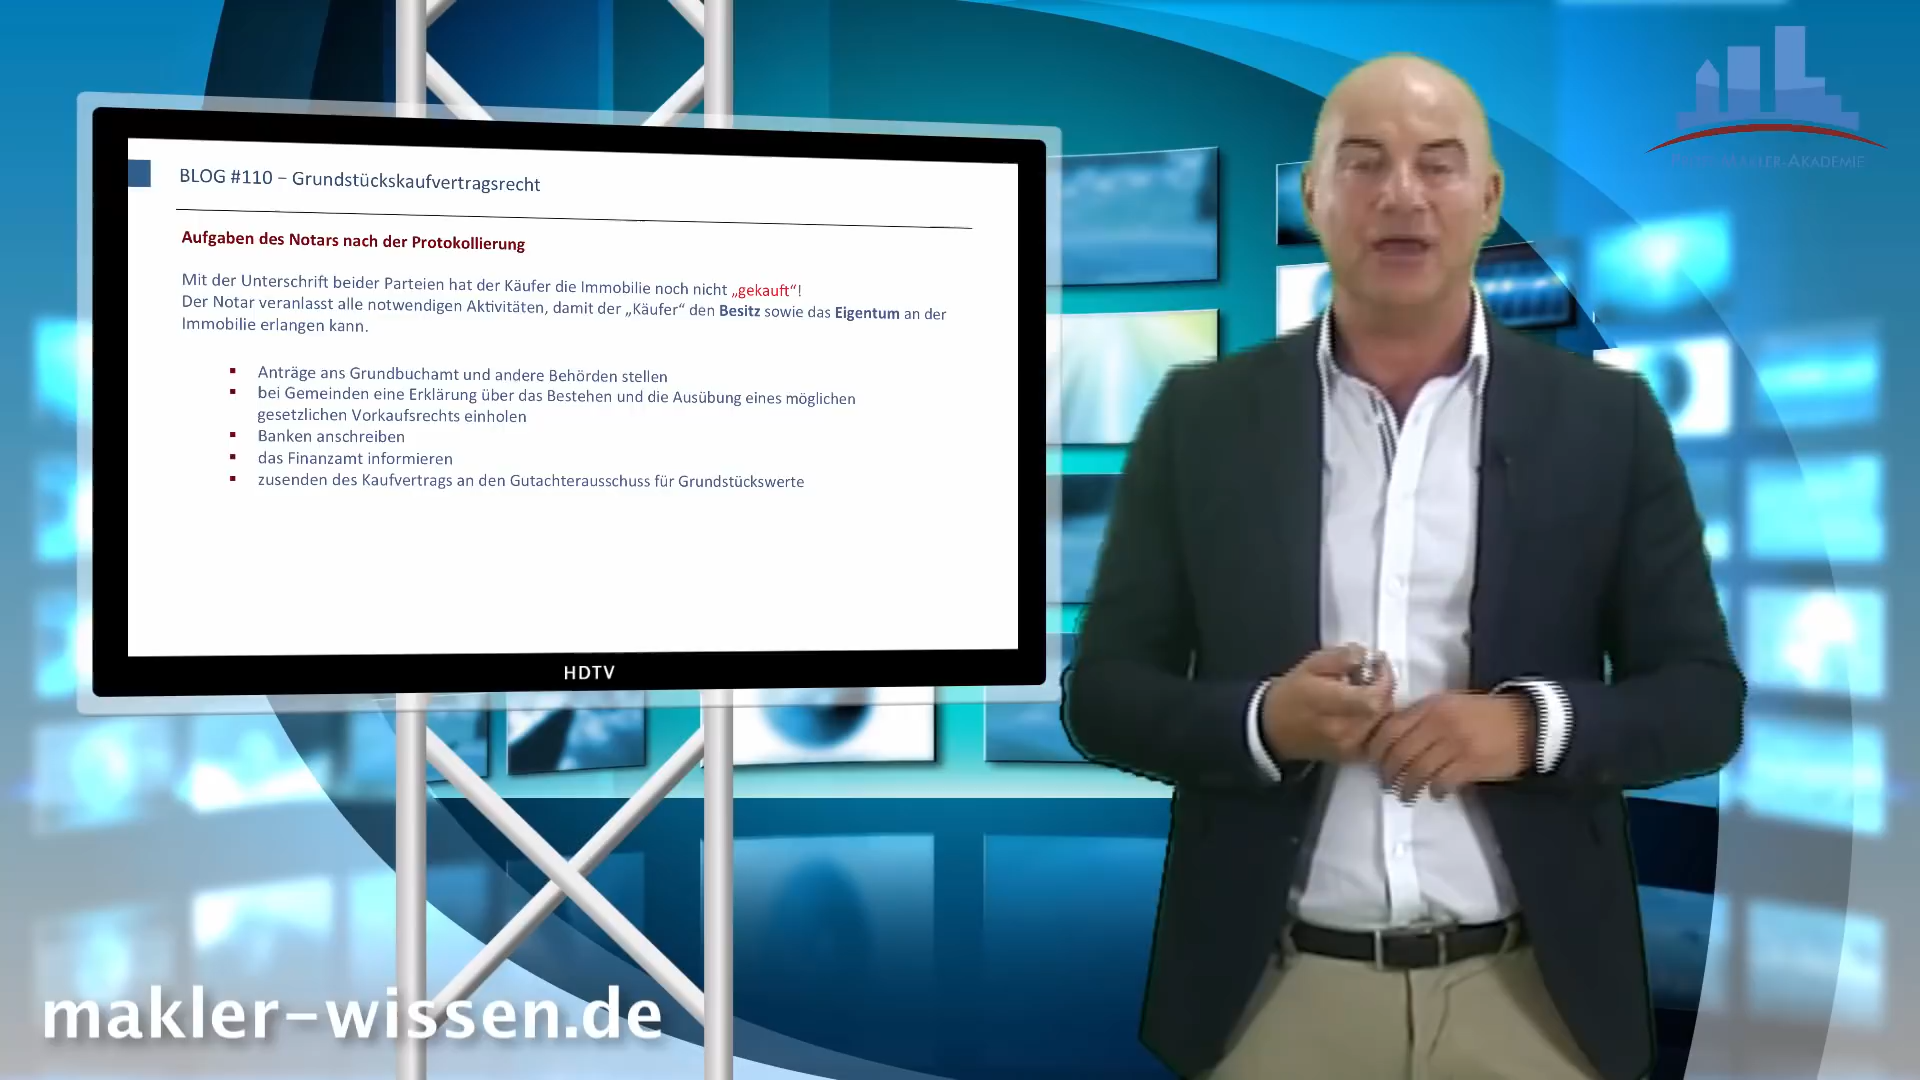 BLOG #110 – Grundstückskaufvertragsrecht
Aufgaben des Notars nach der Protokollierung
Mit der Unterschrift beider Parteien hat der Käufer die Immobilie noch nicht „gekauft“!
Der Notar veranlasst alle notwendigen Aktivitäten, damit der „Käufer“ den Besitz sowie das Eigentum an der
Immobilie erlangen kann.
▪ Anträge ans Grundbuchamt und andere Behörden stellen
▪ bei Gemeinden eine Erklärung über das Bestehen und die Ausübung eines möglichen
gesetzlichen Vorkaufsrechts einholen
▪ Banken anschreiben
▪ das Finanzamt informieren
▪ zusenden des Kaufvertrags an den Gutachterausschuss für Grundstückswerte
HDTV
-MAKLER-AKADEMIE
makler-wissen.de